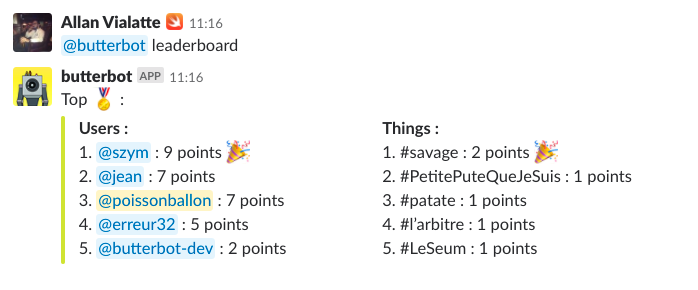 Allan Vialatte 11:16
@butterbot leaderboard
butterbot APP 11:16
Top 🏅 :
Users :
1. @szym : 9 points 🎉
2. @jean : 7 points
3. @poissonballon : 7 points
4. @erreur32 : 5 points
5. @butterbot-dev : 2 points
Things :
1. #savage : 2 points 🎉
2. #PetitePuteQueJeSuis : 1 points
3. #patate : 1 points
4. #l'arbitre : 1 points
5. #LeSeum : 1 points